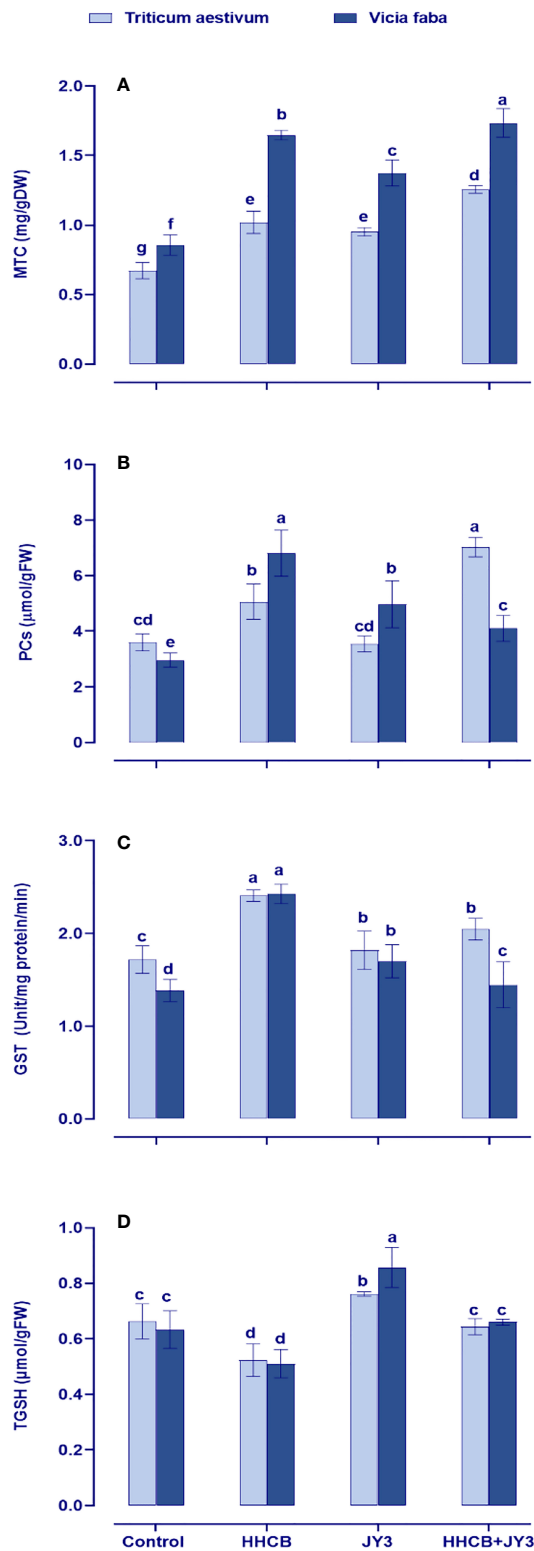 Triticum aestivum Vicia faba
A
2.0
1.5
1.0
0.5
0.0
MTC (mg/gDW)
g f e b e c d a
B
10
8
6
4
2
0
PCs (μmol/gFW)
cd e b a cd b a c
C
3.0
2.0
1.0
0.0
GST (Unit/mg protein/min)
c d a a b b b c
D
1.0
0.8
0.6
0.4
0.2
0.0
TGSH (μmol/gFW)
c c d d b a c c
Control HHCB JY3 HHCB+JY3